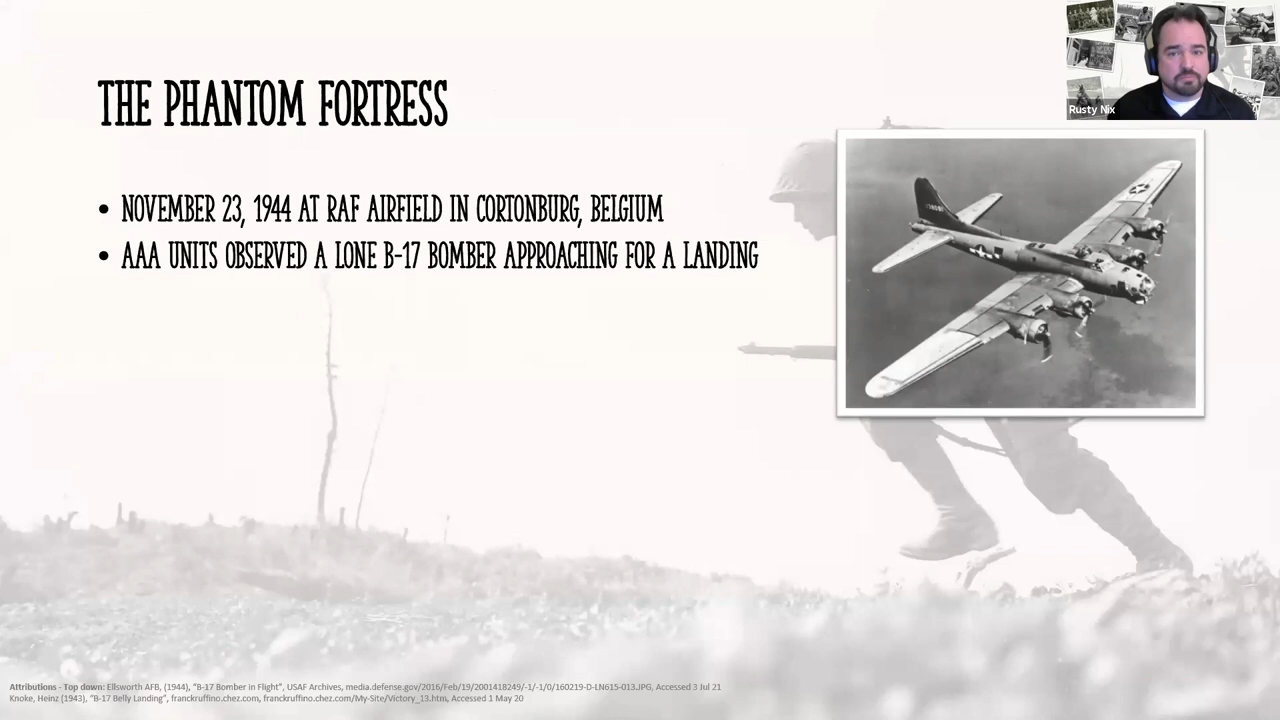 THE PHANTOM FORTRESS
• NOVEMBER 23, 1944 AT RAF AIRFIELD IN CORTONBURG, BELGIUM
• AAA UNITS OBSERVED A LONE B-17 BOMBER APPROACHING FOR A LANDING
Rusty Nix
Attributions - Top down: Ellsworth AFB, (1944), "B-17 Bomber in Flight", USAF Archives, media.defense.gov/2016/Feb/19/2001418249/-1/-1/0/160219-D-LN615-013.JPG, Accessed 3 Jul 21
Knoke, Heinz (1943), "B-17 Belly Landing", franckruffino.chez.com, franckruffino.chez.com/My-Site/Victory_13.htm, Accessed 1 May 20